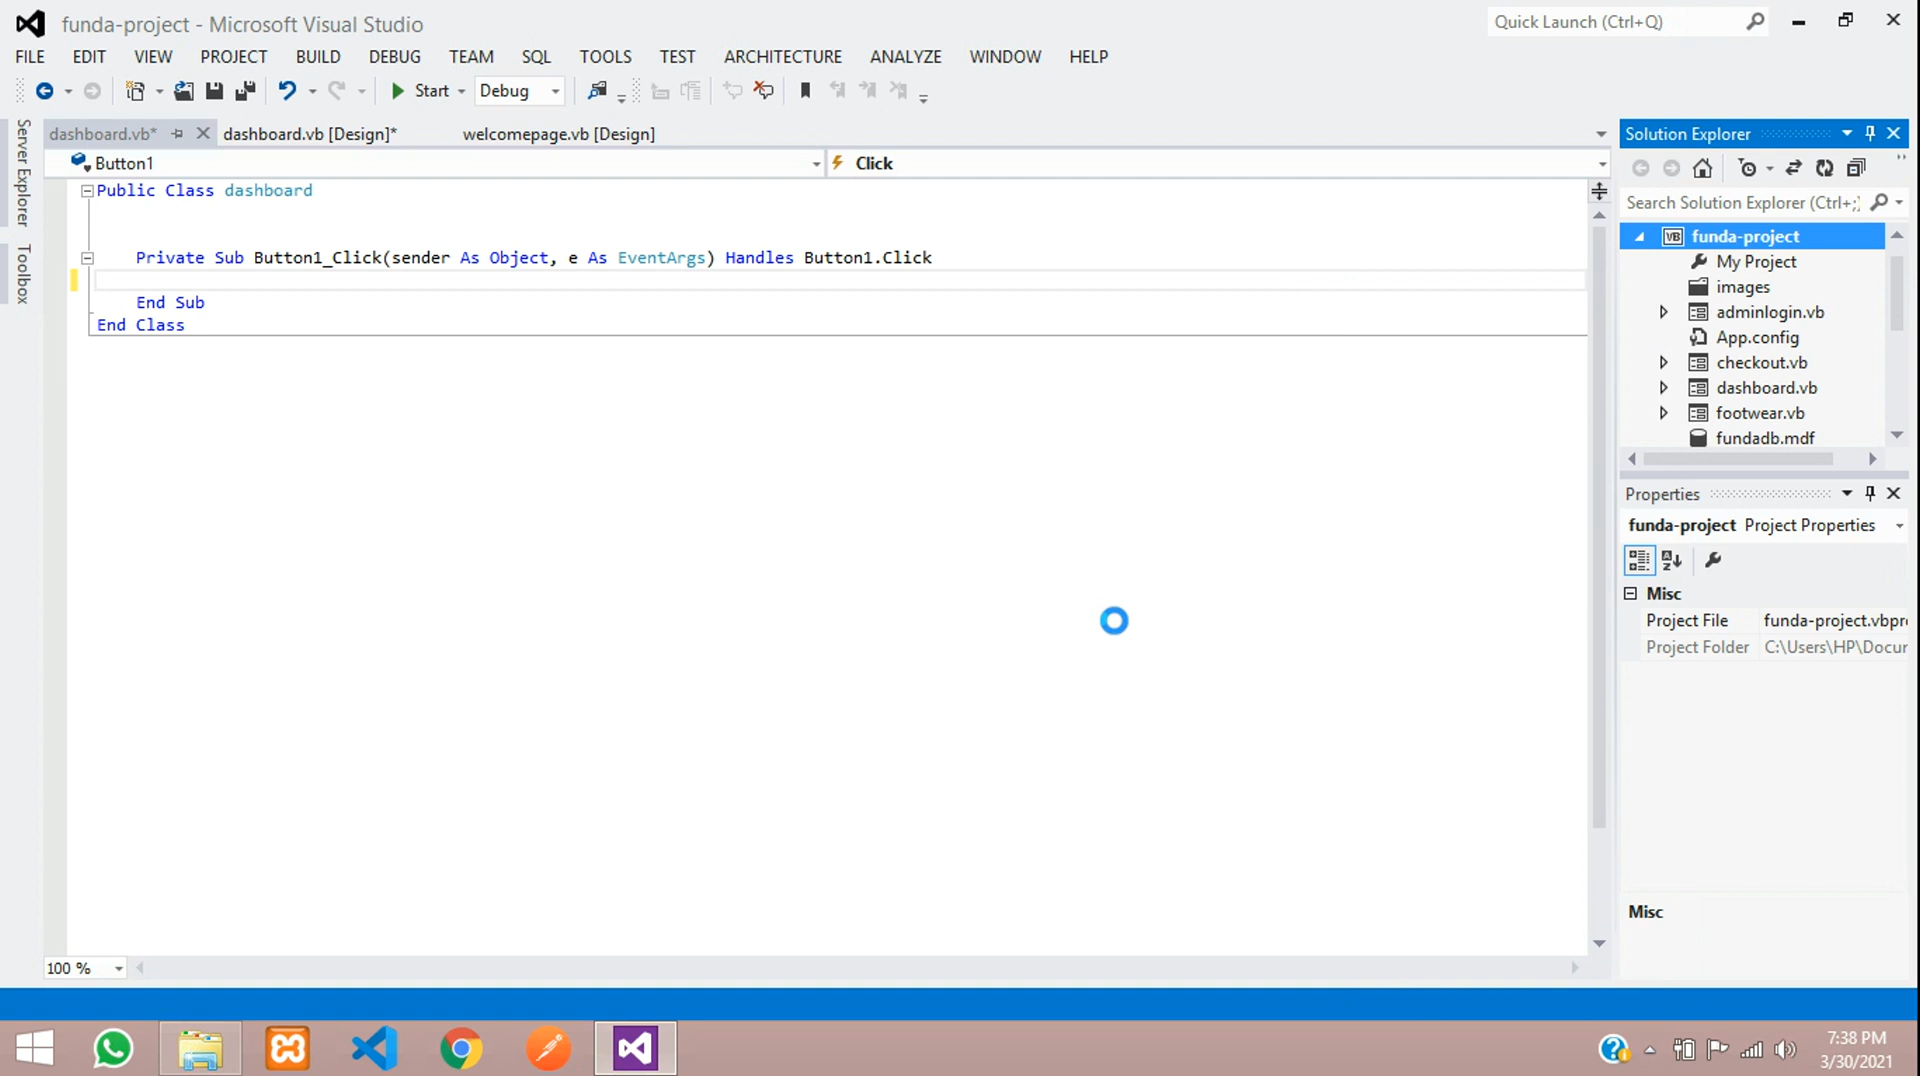 funda-project - Microsoft Visual Studio
Quick Launch (Ctrl+Q)
FILE EDIT VIEW PROJECT BUILD DEBUG TEAM SQL TOOLS TEST ARCHITECTURE ANALYZE WINDOW HELP
Start Debug
Server Explorer
Toolbox
dashboard.vb* dashboard.vb [Design]* welcomepage.vb [Design]
Button1 Click
Public Class dashboard
Private Sub Button1_Click(sender As Object, e As EventArgs) Handles Button1.Click
End Sub
End Class
100 %
Solution Explorer
Search Solution Explorer (Ctrl+;)
funda-project
My Project
images
adminlogin.vb
App.config
checkout.vb
dashboard.vb
footwear.vb
fundadb.mdf
Properties
funda-project Project Properties
Misc
Project File funda-project.vbpr
Project Folder C:\Users\HP\Docur
Misc
7:38 PM
3/30/2021